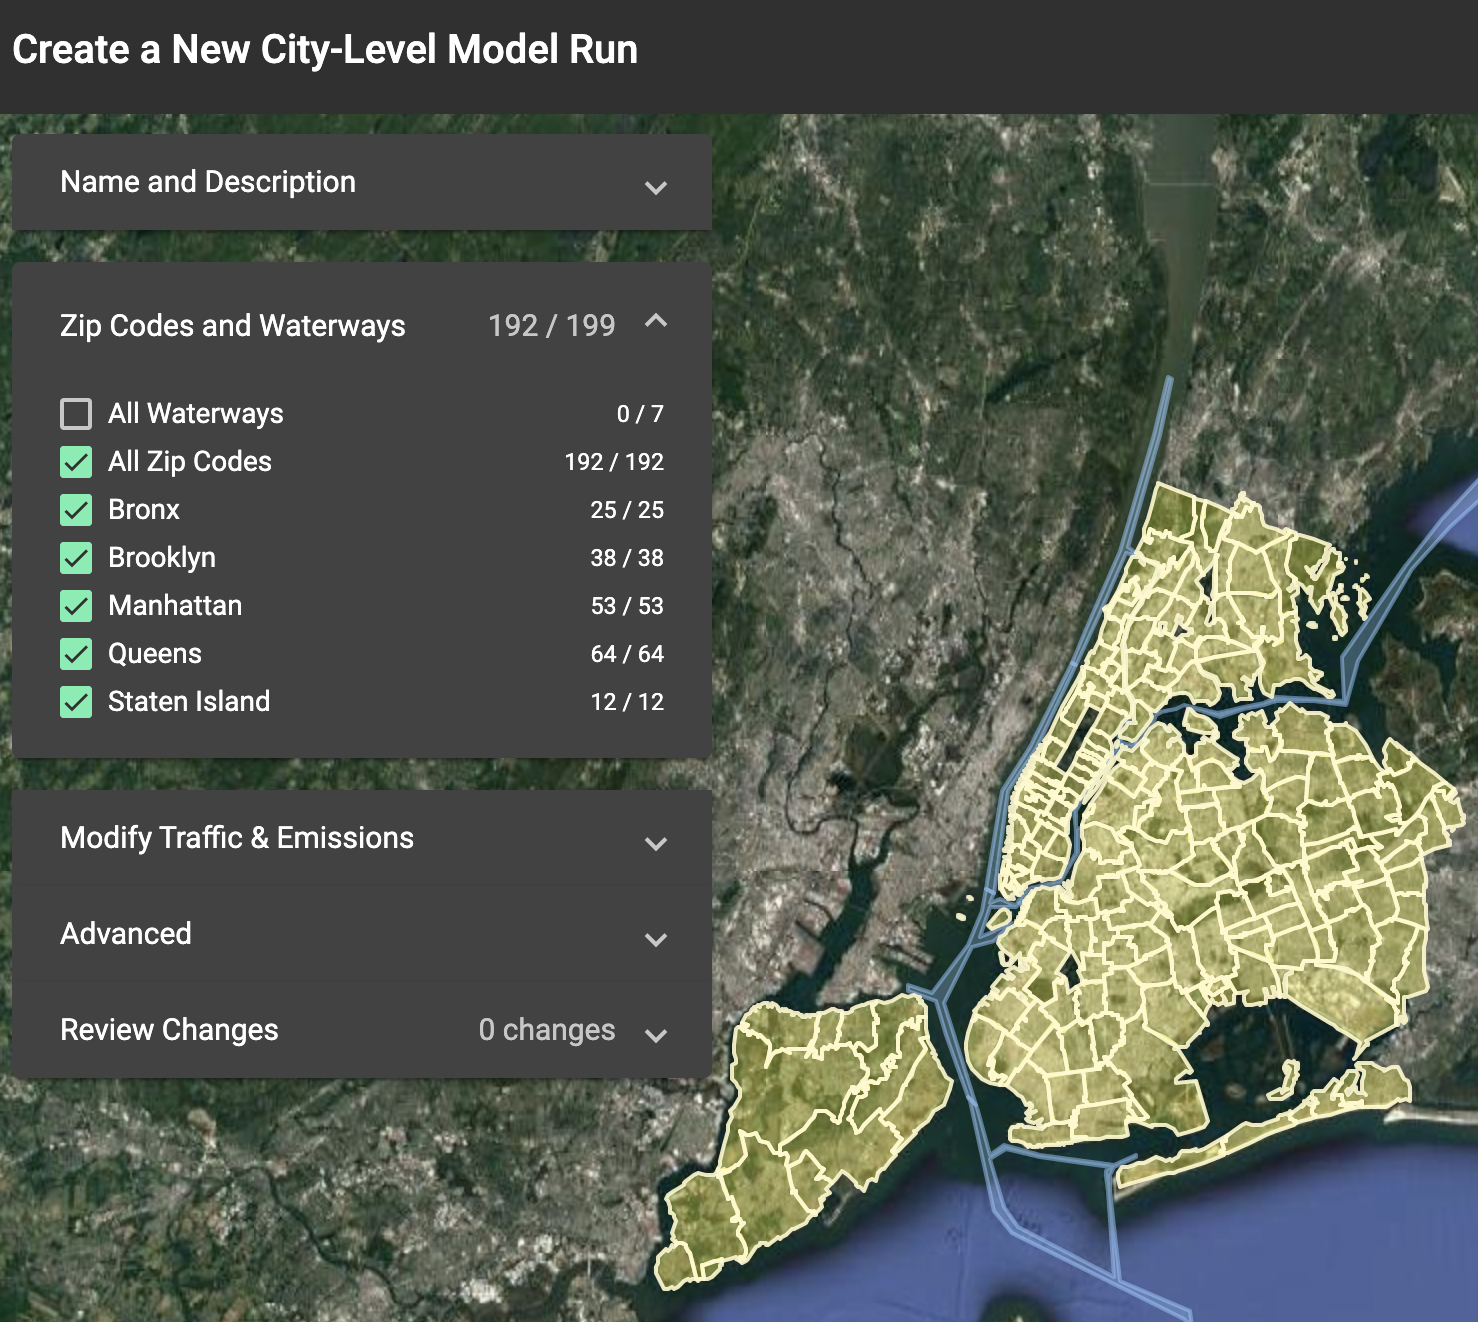 Create a New City-Level Model Run
Name and Description
Zip Codes and Waterways 192 / 199
All Waterways 0 / 7
All Zip Codes 192 / 192
Bronx 25 / 25
Brooklyn 38 / 38
Manhattan 53 / 53
Queens 64 / 64
Staten Island 12 / 12
Modify Traffic & Emissions
Advanced
Review Changes 0 changes